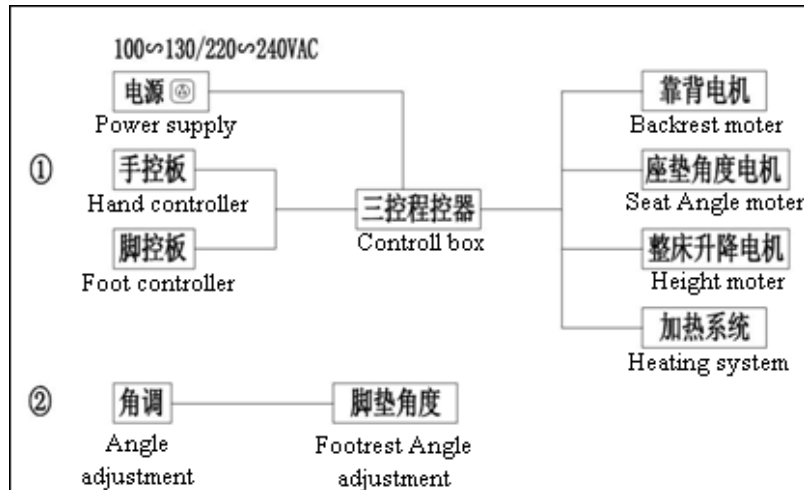 100∽130/220∽240VAC
电源
Power supply
①
手控板
Hand controller
脚控板
Foot controller
三控程控器
Controll box
靠背电机
Backrest moter
座垫角度电机
Seat Angle moter
整床升降电机
Height moter
加热系统
Heating system
②
角调
Angle
adjustment
脚垫角度
Footrest Angle
adjustment